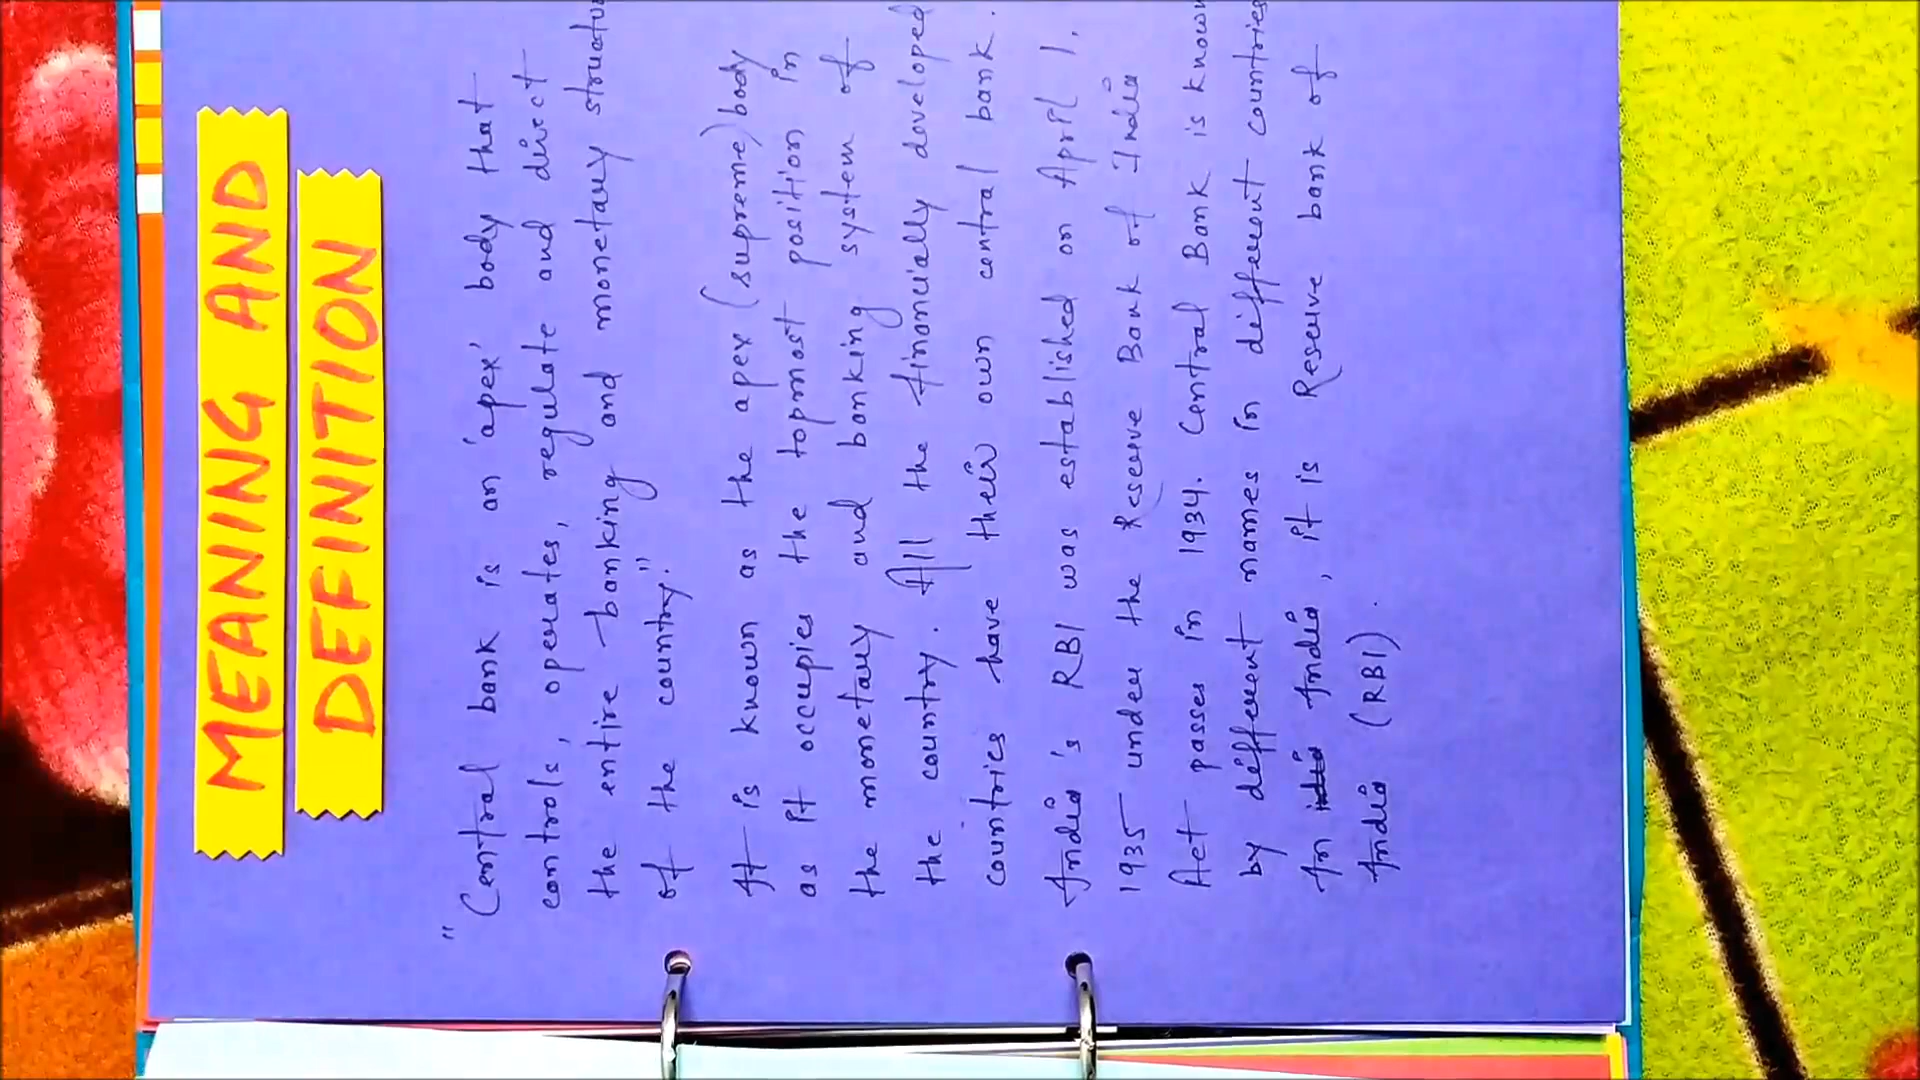 MEANING AND
DEFINITION
"Central bank is an 'apex' body that
controls, operates, regulate and direct
the entire banking and monetary structu
of the country."
It is known as the apex (supreme) body
as it occupies the topmost position in
the monetary and banking system of
the country. All the financially developed
countries have their own central bank.
India's RBI was established on April 1,
1935 under the Reserve Bank of India
Act passes in 1934. Central Bank is known
by different names in different countries
In India, it is Reserve bank of
India (RBI).